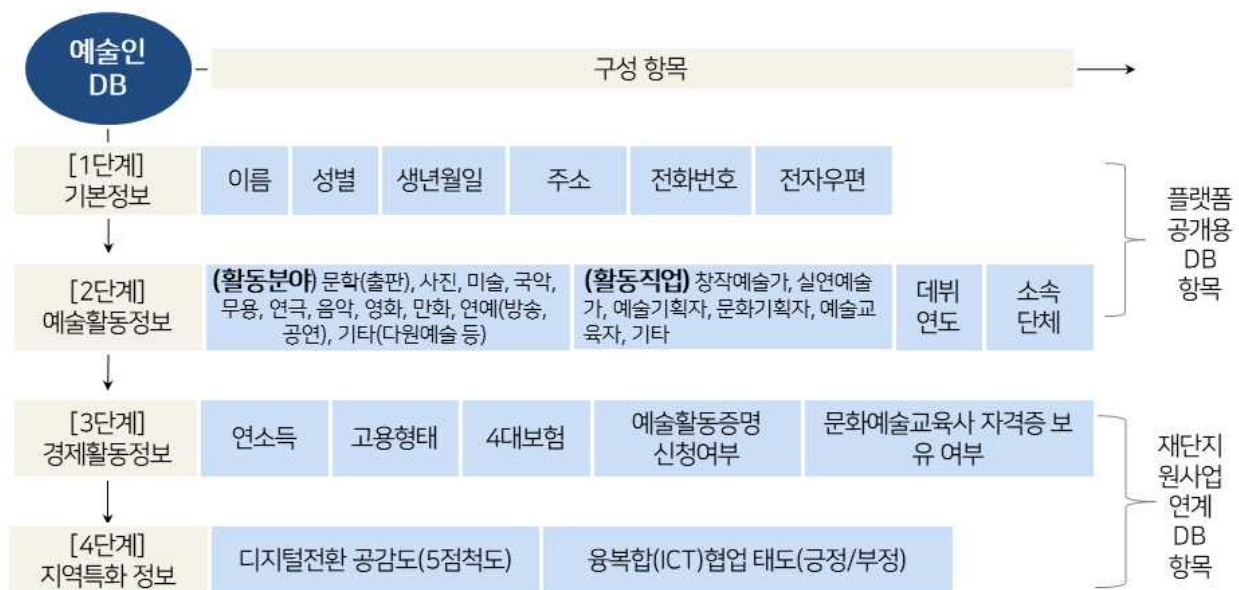 예술인
DB
구성 항목
[1단계]
기본정보
이름
성별
생년월일
주소
전화번호
전자우편
[2단계]
예술활동정보
(활동분야) 문학(출판), 사진, 미술, 국악,
무용, 연극, 음악, 영화, 만화, 연예(방송,
공연), 기타(다원예술 등)
(활동직업) 창작예술가, 실연예술
가, 예술기획자, 문화기획자, 예술교
육자, 기타
데뷔
연도
소속
단체
플랫폼
공개용
DB
항목
[3단계]
경제활동정보
연소득
고용형태
4대보험
예술활동증명
신청여부
문화예술교육사 자격증 보
유 여부
[4단계]
지역특화 정보
디지털전환 공감도(5점척도)
융복합(ICT)협업 태도(긍정/부정)
재단지
원사업
연계
DB
항목